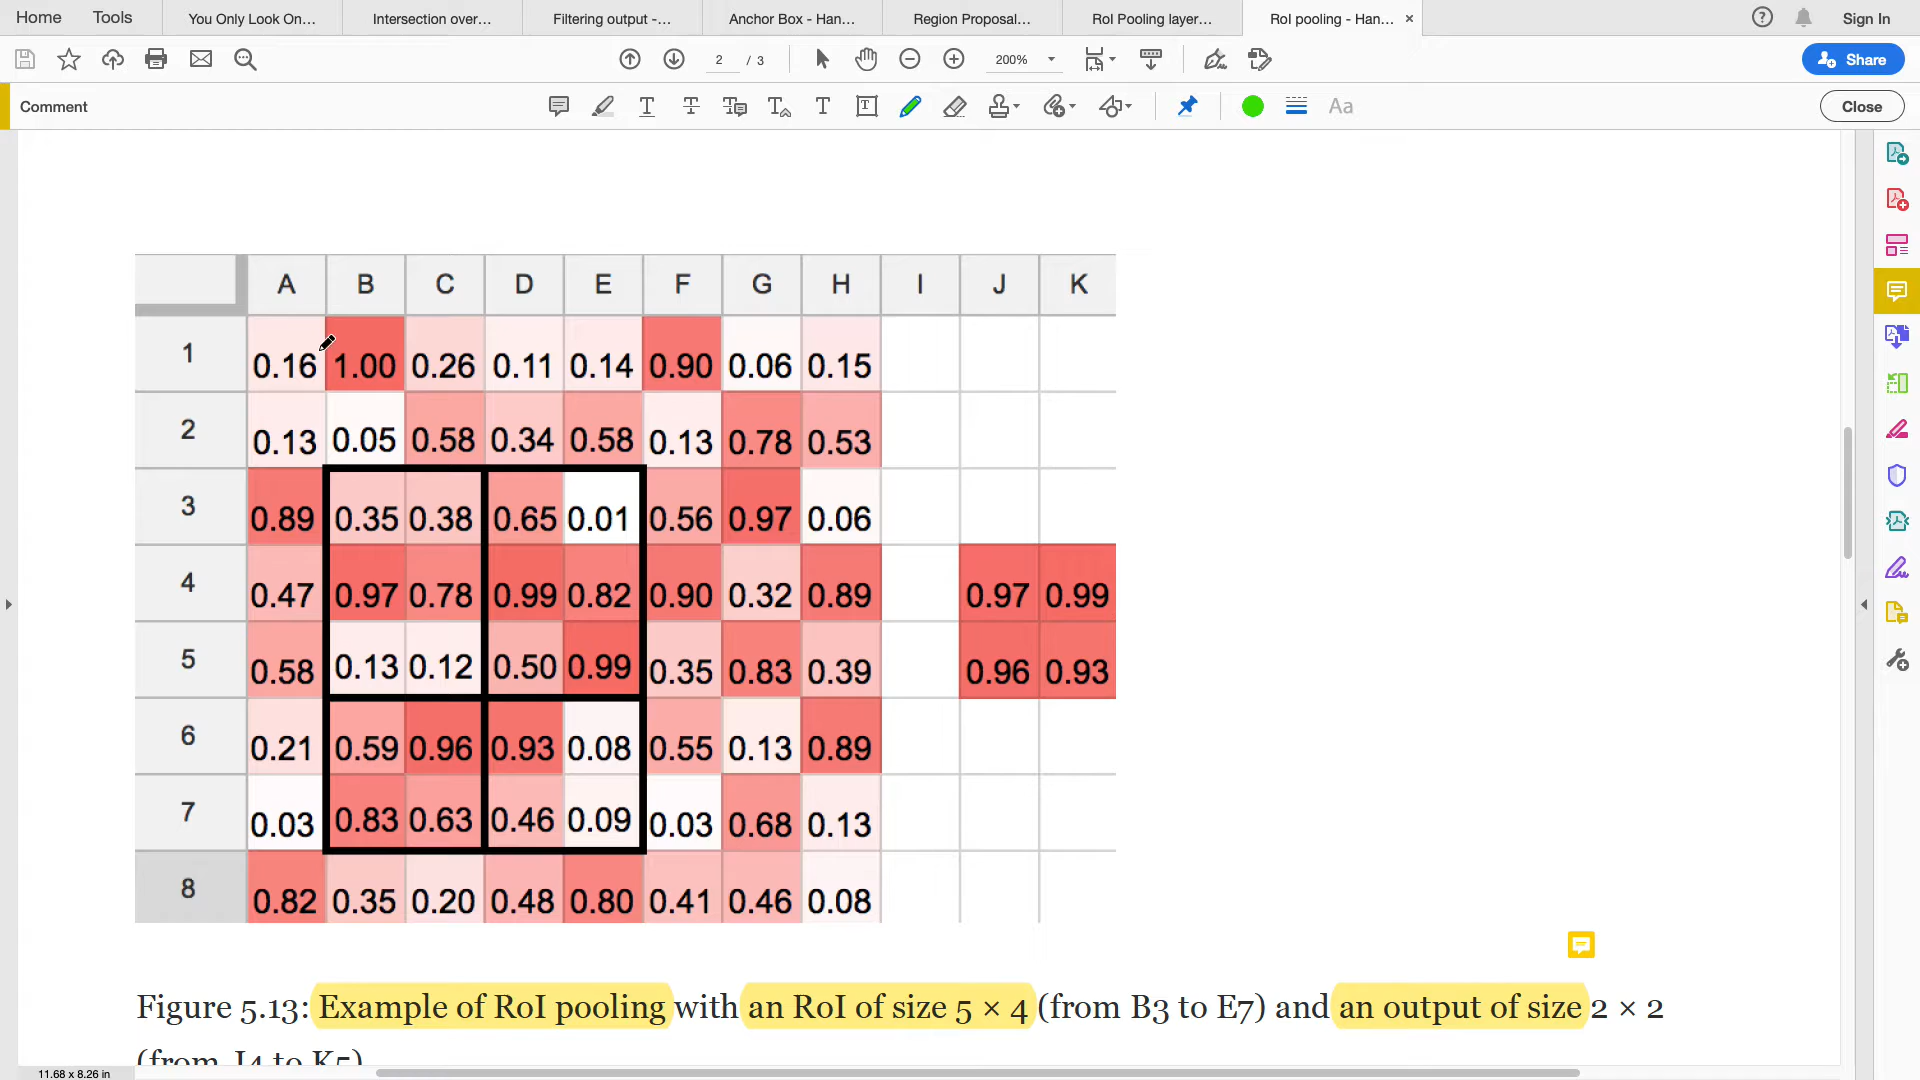 Home Tools You Only Look On... Intersection over... Filtering output -... Anchor Box - Han... Region Proposal... RoI Pooling layer... RoI pooling - Han... × Sign In
2 / 3 200% Share
Comment T T T T T T Aa Close
A B C D E F G H I J K
1 0.16 1.00 0.26 0.11 0.14 0.90 0.06 0.15
2 0.13 0.05 0.58 0.34 0.58 0.13 0.78 0.53
3 0.89 0.35 0.38 0.65 0.01 0.56 0.97 0.06
4 0.47 0.97 0.78 0.99 0.82 0.90 0.32 0.89 0.97 0.99
5 0.58 0.13 0.12 0.50 0.99 0.35 0.83 0.39 0.96 0.93
6 0.21 0.59 0.96 0.93 0.08 0.55 0.13 0.89
7 0.03 0.83 0.63 0.46 0.09 0.03 0.68 0.13
8 0.82 0.35 0.20 0.48 0.80 0.41 0.46 0.08
Figure 5.13: Example of RoI pooling with an RoI of size 5 × 4 (from B3 to E7) and an output of size 2 × 2
(from J4 to K5)
11.68 x 8.26 in